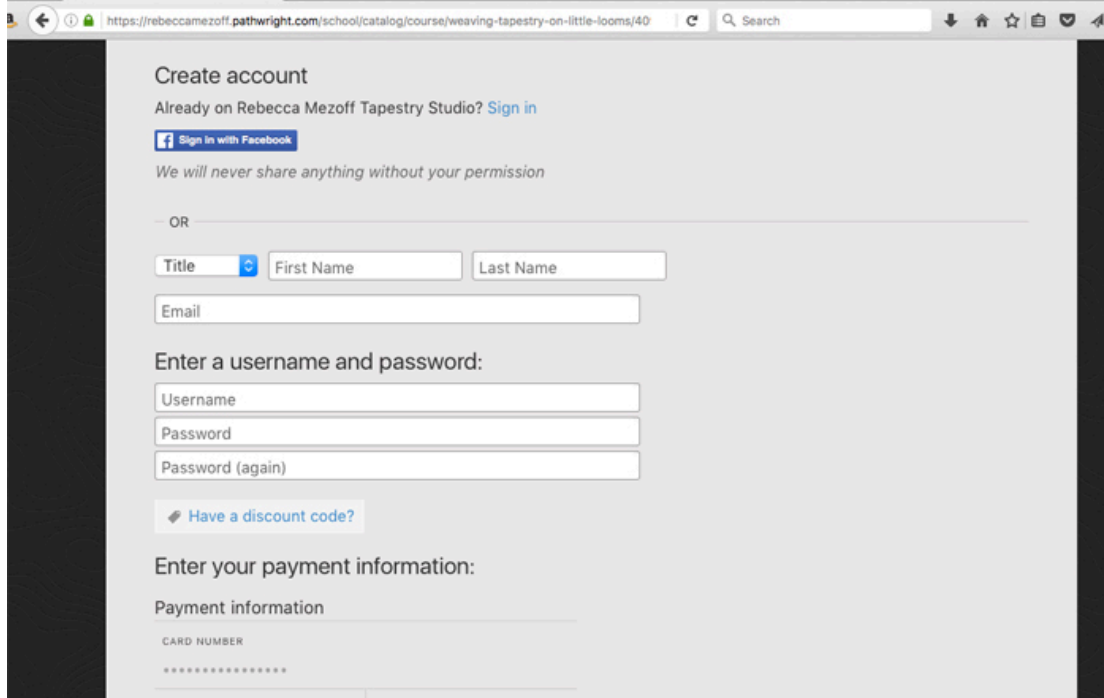 https://rebeccamezoff.pathwright.com/school/catalog/course/weaving-tapestry-on-little-looms/40 Search
Create account
Already on Rebecca Mezoff Tapestry Studio? Sign in
Sign in with Facebook
We will never share anything without your permission
OR
Title First Name Last Name
Email
Enter a username and password:
Username
Password
Password (again)
Have a discount code?
Enter your payment information:
Payment information
CARD NUMBER
****************